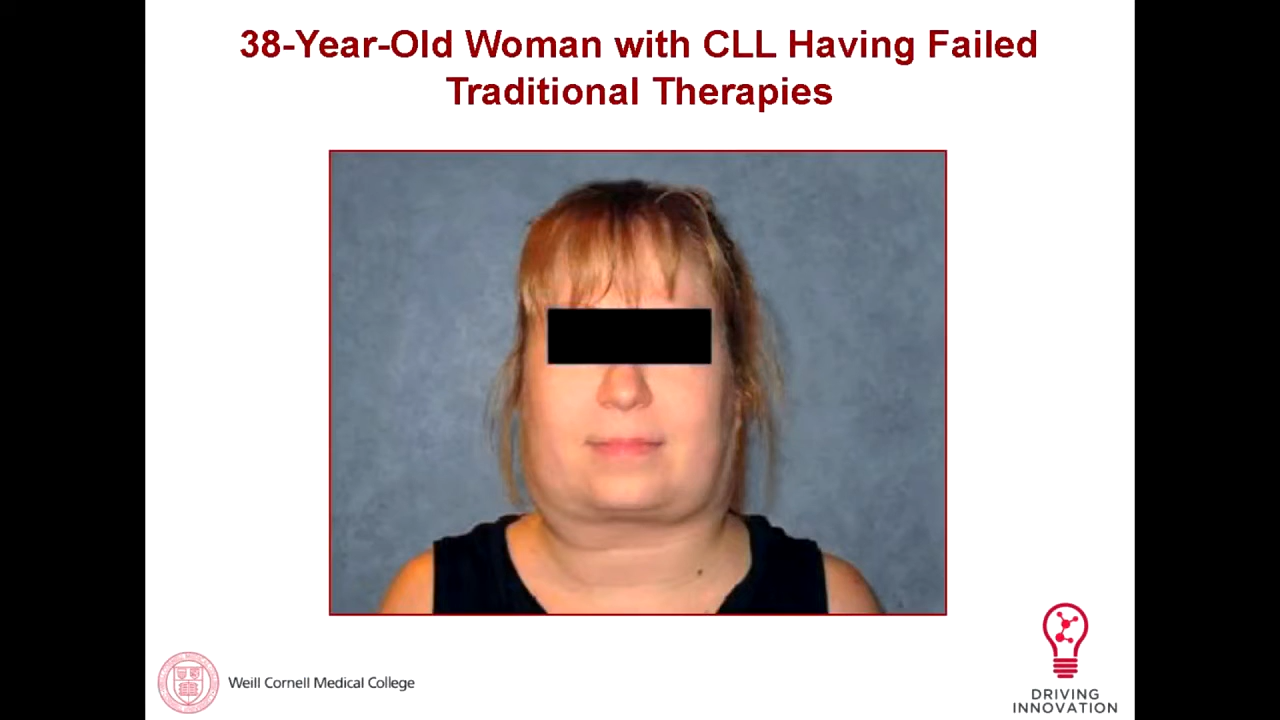 38-Year-Old Woman with CLL Having Failed
Traditional Therapies
Weill Cornell Medical College
DRIVING
INNOVATION